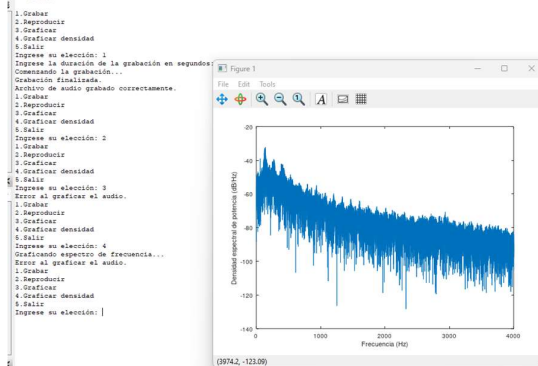 1.Grabar
2.Reproducir
3.Graficar
4.Graficar densidad
5.Salir
Ingrese su elección: 1
Ingrese la duración de la grabación en segundos:
Comenzando la grabación...
Grabación finalizada.
Archivo de audio grabado correctamente.
1.Grabar
2.Reproducir
3.Graficar
4.Graficar densidad
5.Salir
Ingrese su elección: 2
1.Grabar
2.Reproducir
3.Graficar
4.Graficar densidad
5.Salir
Ingrese su elección: 3
Error al graficar el audio.
1.Grabar
2.Reproducir
3.Graficar
4.Graficar densidad
5.Salir
Ingrese su elección: 4
Graficando espectro de frecuencia...
Error al graficar el audio.
1.Grabar
2.Reproducir
3.Graficar
4.Graficar densidad
5.Salir
Ingrese su elección:
Figure 1
File Edit Tools
A
-20
-40
-60
-80
-100
-120
-140
Densidad espectral de potencia (dB/Hz)
0 1000 2000 3000 4000
Frecuencia (Hz)
(3974.2, -123.09)